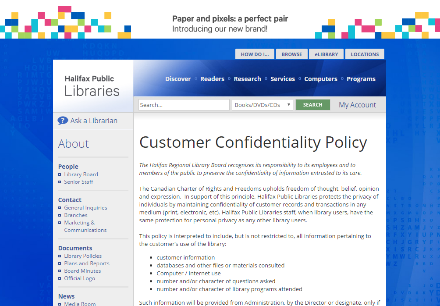 Paper and pixels: a perfect pair
Introducing our new brand!
HOW DO I... BROWSE eLIBRARY LOCATIONS
Halifax Public
Libraries
Discover Readers Research Services Computers Programs
Search... Books/DVDs/CDs SEARCH My Account
? Ask a Librarian
About
People
Library Board
Senior Staff
Contact
General Inquiries
Branches
Marketing &
Communications
Documents
Library Policies
Plans and Reports
Board Minutes
Official Logo
News
Media Room
Customer Confidentiality Policy
The Halifax Regional Library Board recognizes its responsibility to its employees and to
members of the public to preserve the confidentiality of information entrusted to its care.
The Canadian Charter of Rights and Freedoms upholds freedom of thought, belief, opinion
and expression. In support of this principle, Halifax Public Libraries protects the privacy of
individuals by maintaining confidentiality of customer records and transactions in any
medium (print, electronic, etc). Halifax Public Libraries staff, when library users, have the
same protection for personal privacy as any other library users.
This policy is interpreted to include, but is not restricted to, all information pertaining to
the customer's use of the library:
• customer information
• databases and other files or materials consulted
• Computer / Internet use
• number and/or character of questions asked
• number and/or character of library programs attended
Such information will be provided from Administration, by the Director or designate, only if